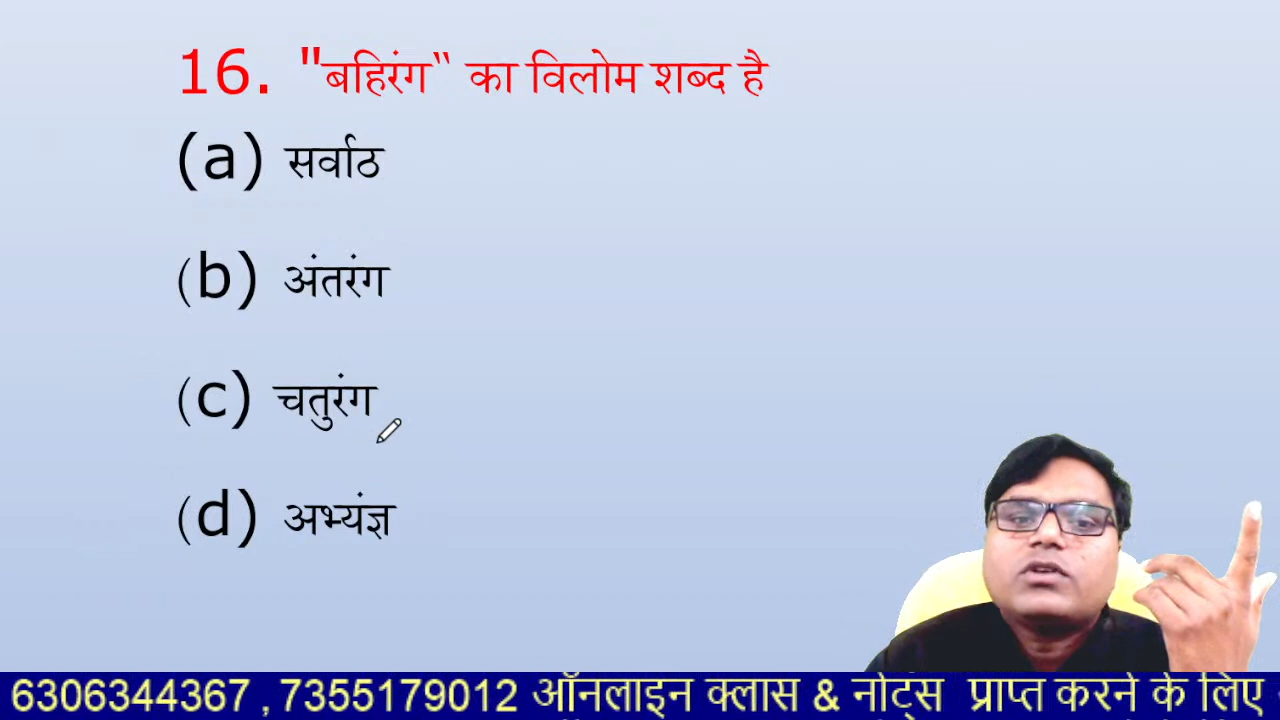 16. "बहिरंग“ का विलोम शब्द है
(a) सर्वाठ
(b) अंतरंग
(c) चतुरंग
(d) अभ्यंज्ञ
6306344367 , 7355179012 ऑनलाइन क्लास & नोट्स प्राप्त करने के लिए